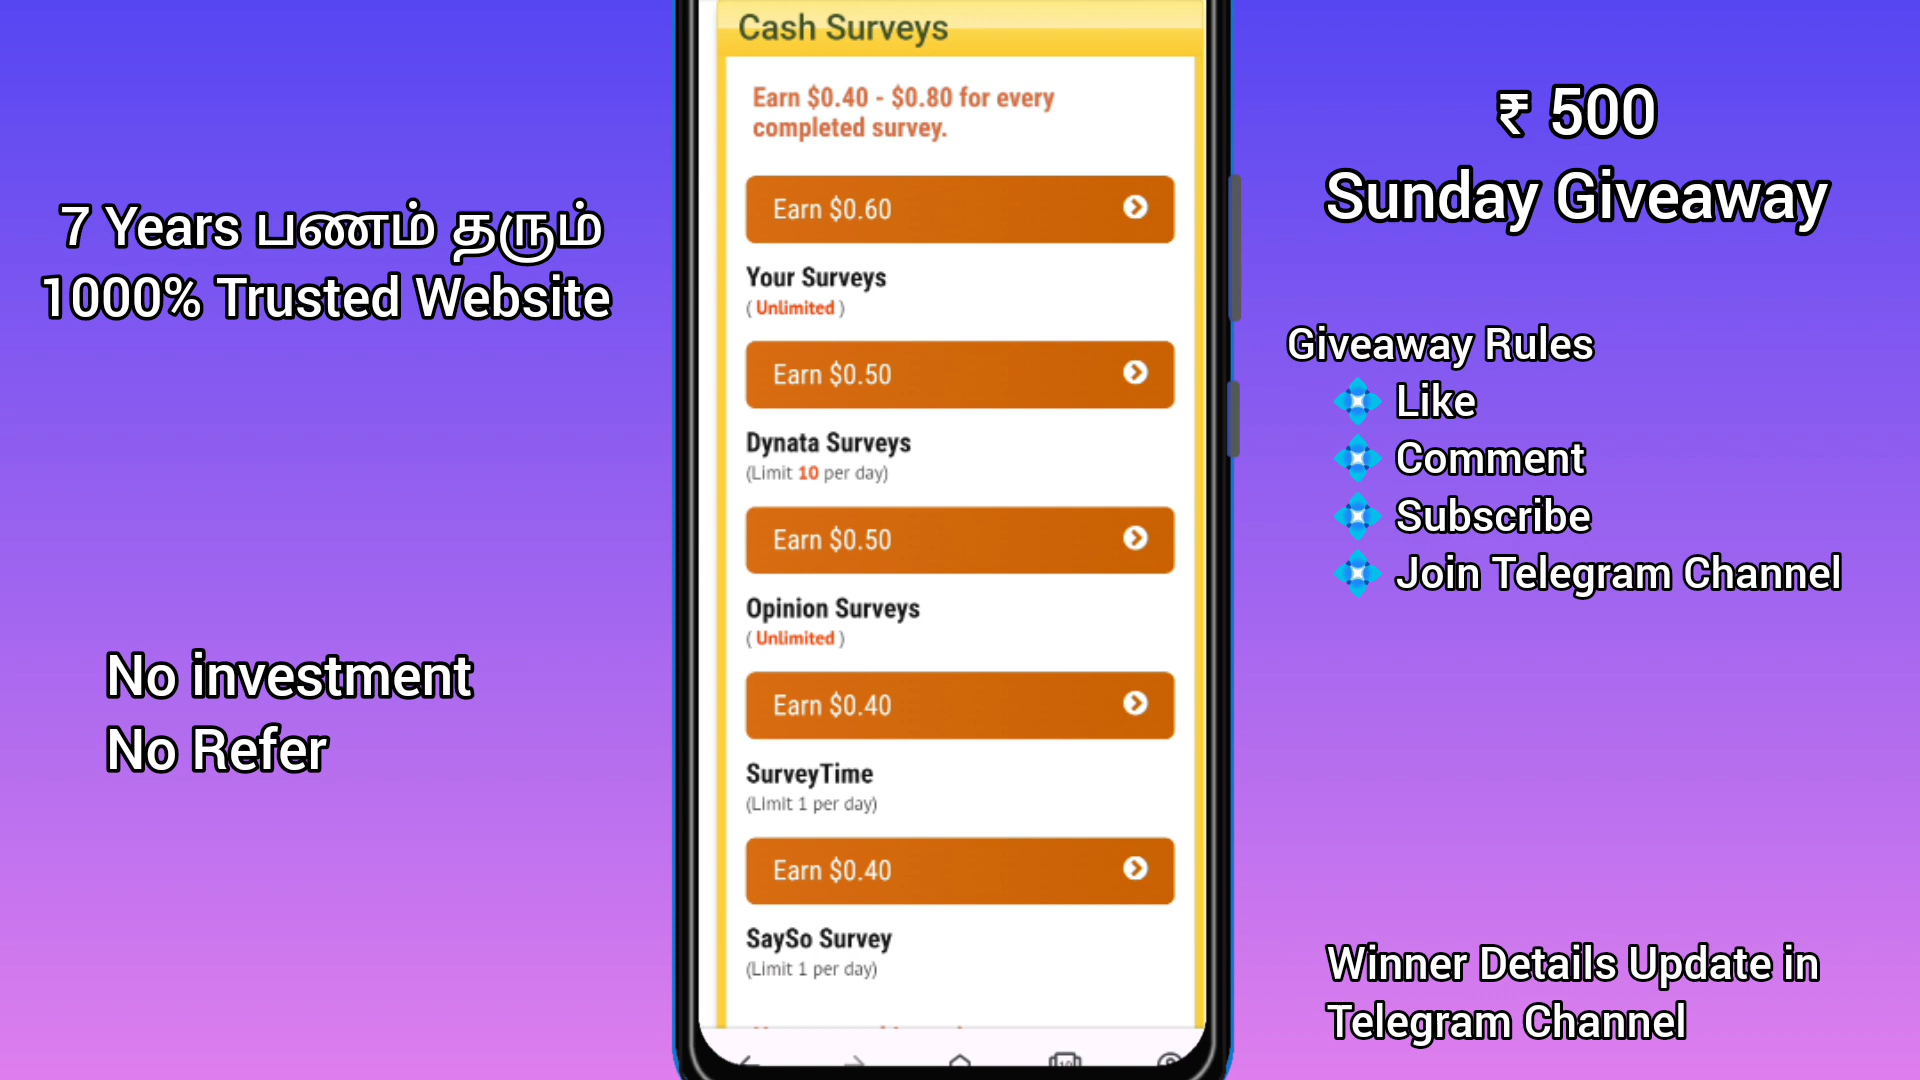 7 Years பணம் தரும்
1000% Trusted Website
No investment
No Refer
Cash Surveys
Earn $0.40 - $0.80 for every
completed survey.
Earn $0.60
Your Surveys
( Unlimited )
Earn $0.50
Dynata Surveys
(Limit 10 per day)
Earn $0.50
Opinion Surveys
( Unlimited )
Earn $0.40
SurveyTime
(Limit 1 per day)
Earn $0.40
SaySo Survey
(Limit 1 per day)
₹ 500
Sunday Giveaway
Giveaway Rules
Like
Comment
Subscribe
Join Telegram Channel
Winner Details Update in
Telegram Channel